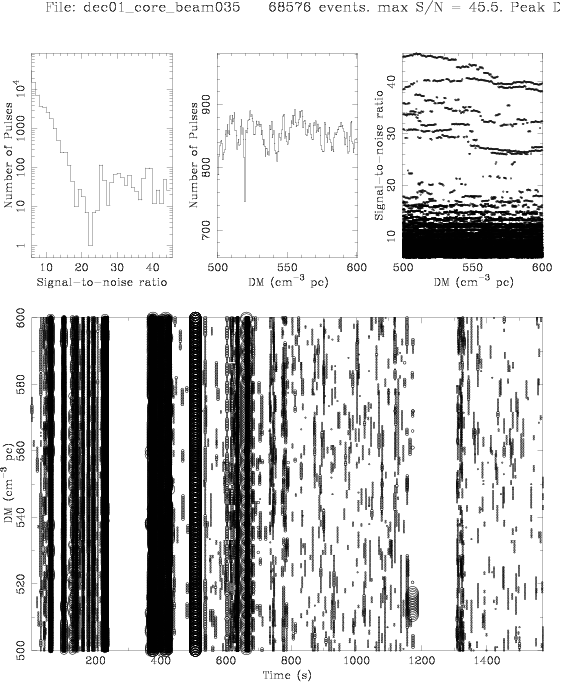 File: dec01_core_beam035 68576 events. max S/N = 45.5. Peak D
Number of Pulses
1 10 100 1000 10⁴
10 20 30 40
Signal-to-noise ratio
Number of Pulses
700 800 900
500 550 600
DM (cm⁻³ pc)
Signal-to-noise ratio
10 20 30 40
500 550 600
DM (cm⁻³ pc)
DM (cm⁻³ pc)
500 520 540 560 580 600
200 400 600 800 1000 1200 1400
Time (s)